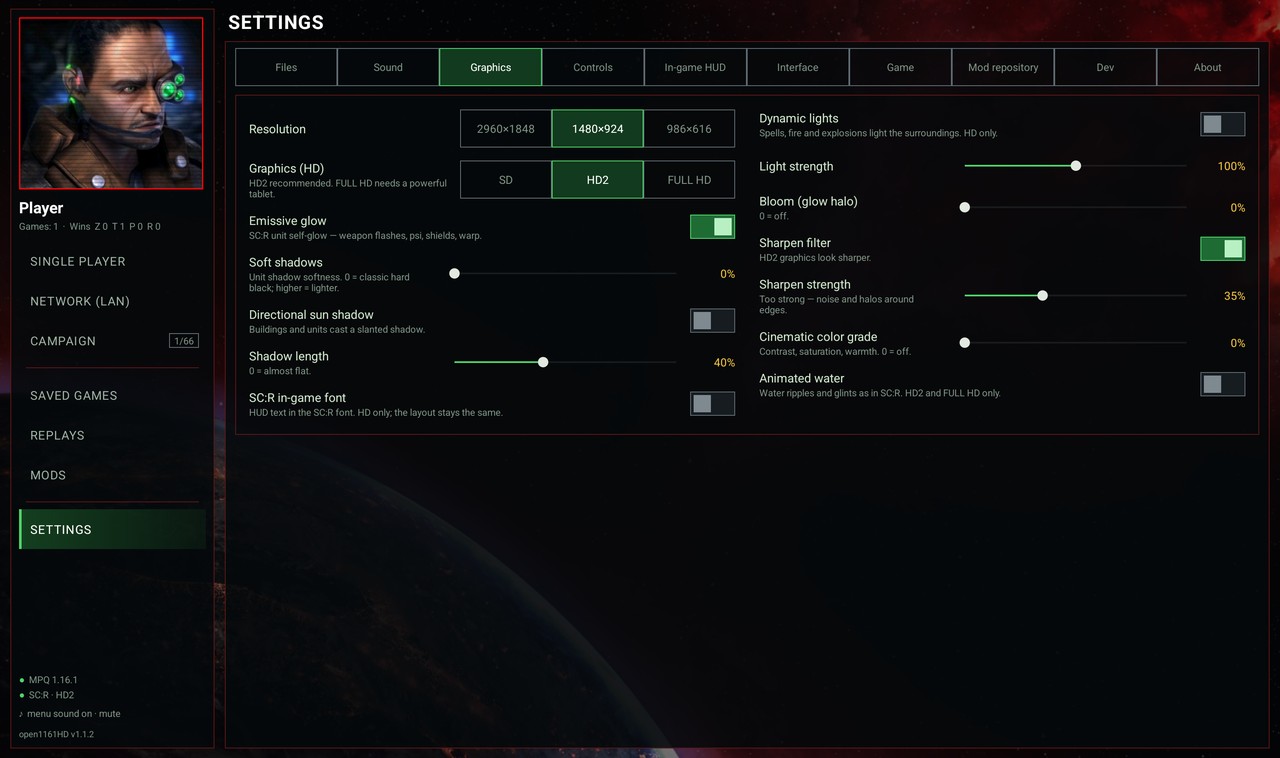 SETTINGS
Files
Sound
Graphics
Controls
In-game HUD
Interface
Game
Mod repository
Dev
About
Player
Games: 1 · Wins Z 0 T 1 P 0 R 0
SINGLE PLAYER
NETWORK (LAN)
CAMPAIGN
1/66
SAVED GAMES
REPLAYS
MODS
SETTINGS
MPQ 1.16.1
SC:R · HD2
♪ menu sound on · mute
open1161HD v1.1.2
Resolution
2960×1848
1480×924
986×616
Graphics (HD)
HD2 recommended. FULL HD needs a powerful
tablet.
SD
HD2
FULL HD
Emissive glow
SC:R unit self-glow — weapon flashes, psi, shields, warp.
Soft shadows
Unit shadow softness. 0 = classic hard
black; higher = lighter.
0%
Directional sun shadow
Buildings and units cast a slanted shadow.
Shadow length
0 = almost flat.
40%
SC:R in-game font
HUD text in the SC:R font. HD only; the layout stays the same.
Dynamic lights
Spells, fire and explosions light the surroundings. HD only.
Light strength
100%
Bloom (glow halo)
0 = off.
0%
Sharpen filter
HD2 graphics look sharper.
Sharpen strength
Too strong — noise and halos around
edges.
35%
Cinematic color grade
Contrast, saturation, warmth. 0 = off.
0%
Animated water
Water ripples and glints as in SC:R. HD2 and FULL HD only.